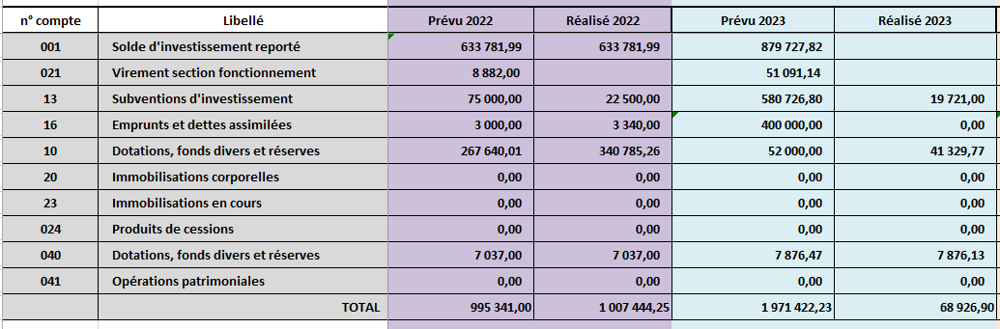 n° compte Libellé Prévu 2022 Réalisé 2022 Prévu 2023 Réalisé 2023
001 Solde d'investissement reporté 633 781,99 633 781,99 879 727,82
021 Virement section fonctionnement 8 882,00 51 091,14
13 Subventions d'investissement 75 000,00 22 500,00 580 726,80 19 721,00
16 Emprunts et dettes assimilées 3 000,00 3 340,00 400 000,00 0,00
10 Dotations, fonds divers et réserves 267 640,01 340 785,26 52 000,00 41 329,77
20 Immobilisations corporelles 0,00 0,00 0,00 0,00
23 Immobilisations en cours 0,00 0,00 0,00 0,00
024 Produits de cessions 0,00 0,00 0,00 0,00
040 Dotations, fonds divers et réserves 7 037,00 7 037,00 7 876,47 7 876,13
041 Opérations patrimoniales 0,00 0,00 0,00 0,00
TOTAL 995 341,00 1 007 444,25 1 971 422,23 68 926,90